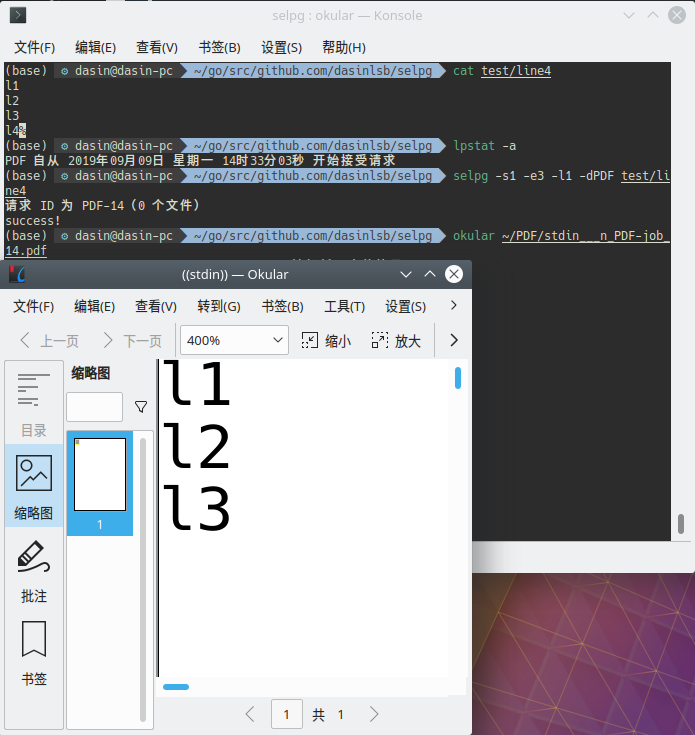 selpg : okular — Konsole
文件(F) 编辑(E) 查看(V) 书签(B) 设置(S) 帮助(H)
(base) ⚙ dasin@dasin-pc ~/go/src/github.com/dasinlsb/selpg cat test/line4
l1
l2
l3
l4%
(base) ⚙ dasin@dasin-pc ~/go/src/github.com/dasinlsb/selpg lpstat -a
PDF 自从 2019年09月09日 星期一 14时33分03秒 开始接受请求
(base) ⚙ dasin@dasin-pc ~/go/src/github.com/dasinlsb/selpg selpg -s1 -e3 -l1 -dPDF test/li
ne4
请求 ID 为 PDF-14 (0 个文件)
success!
(base) ⚙ dasin@dasin-pc ~/go/src/github.com/dasinlsb/selpg okular ~/PDF/stdin___n_PDF-job_
14.pdf
((stdin)) — Okular
文件(F) 编辑(E) 查看(V) 转到(G) 书签(B) 工具(T) 设置(S)
上一页 下一页 400% 缩小 放大
缩略图
目录
缩略图
批注
书签
1
l1
l2
l3
1 共 1